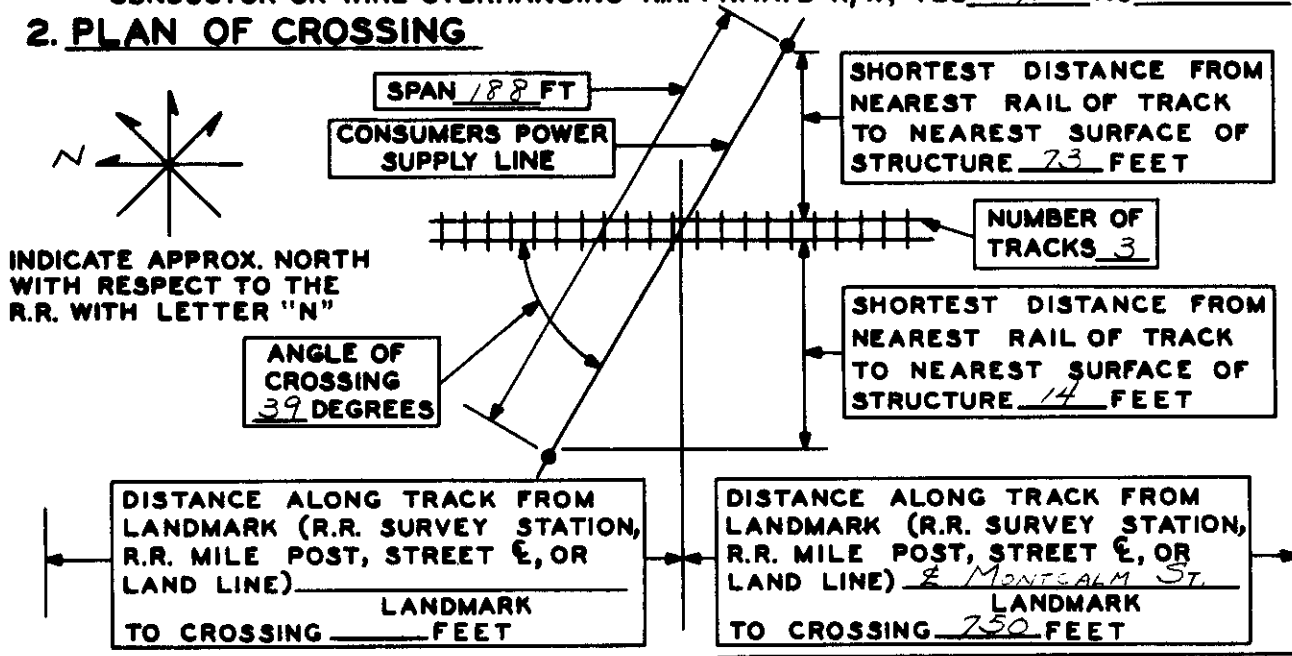 2. PLAN OF CROSSING
SPAN 188 FT
CONSUMERS POWER
SUPPLY LINE
SHORTEST DISTANCE FROM
NEAREST RAIL OF TRACK
TO NEAREST SURFACE OF
STRUCTURE 73 FEET
N
INDICATE APPROX. NORTH
WITH RESPECT TO THE
R.R. WITH LETTER "N"
NUMBER OF
TRACKS 3
ANGLE OF
CROSSING
39 DEGREES
SHORTEST DISTANCE FROM
NEAREST RAIL OF TRACK
TO NEAREST SURFACE OF
STRUCTURE 14 FEET
DISTANCE ALONG TRACK FROM
LANDMARK (R.R. SURVEY STATION,
R.R. MILE POST, STREET ℄, OR
LAND LINE)
LANDMARK
TO CROSSING FEET
DISTANCE ALONG TRACK FROM
LANDMARK (R.R. SURVEY STATION,
R.R. MILE POST, STREET ℄, OR
LAND LINE) ℄ MONTCALM ST.
LANDMARK
TO CROSSING 750 FEET